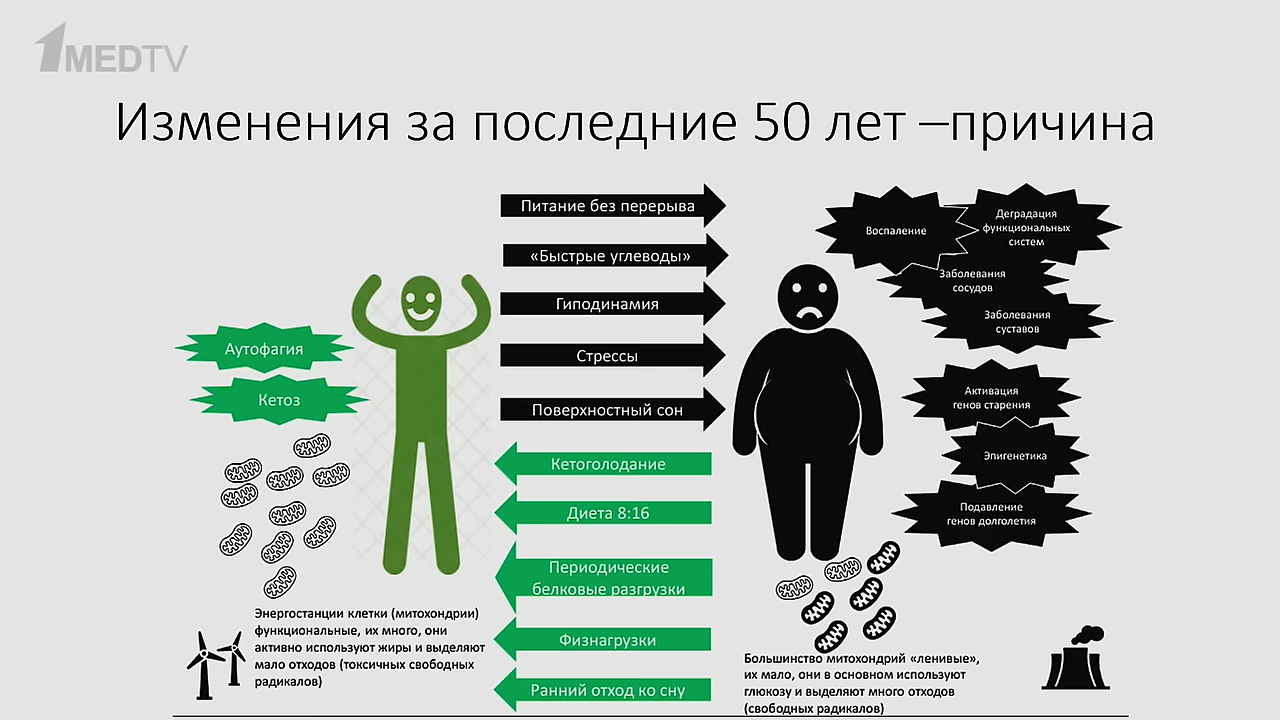 1MEDTV
Изменения за последние 50 лет –причина
Питание без перерыва
«Быстрые углеводы»
Гиподинамия
Стрессы
Поверхностный сон
Кетоголодание
Диета 8:16
Периодические
белковые разгрузки
Физнагрузки
Ранний отход ко сну
Аутофагия
Кетоз
Энергостанции клетки (митохондрии)
функциональные, их много, они
активно используют жиры и выделяют
мало отходов (токсичных свободных
радикалов)
Воспаление
Деградация
функциональных
систем
Заболевания
сосудов
Заболевания
суставов
Активация
генов старения
Эпигенетика
Подавление
генов долголетия
Большинство митохондрий «ленивые»,
их мало, они в основном используют
глюкозу и выделяют много отходов
(свободных радикалов)